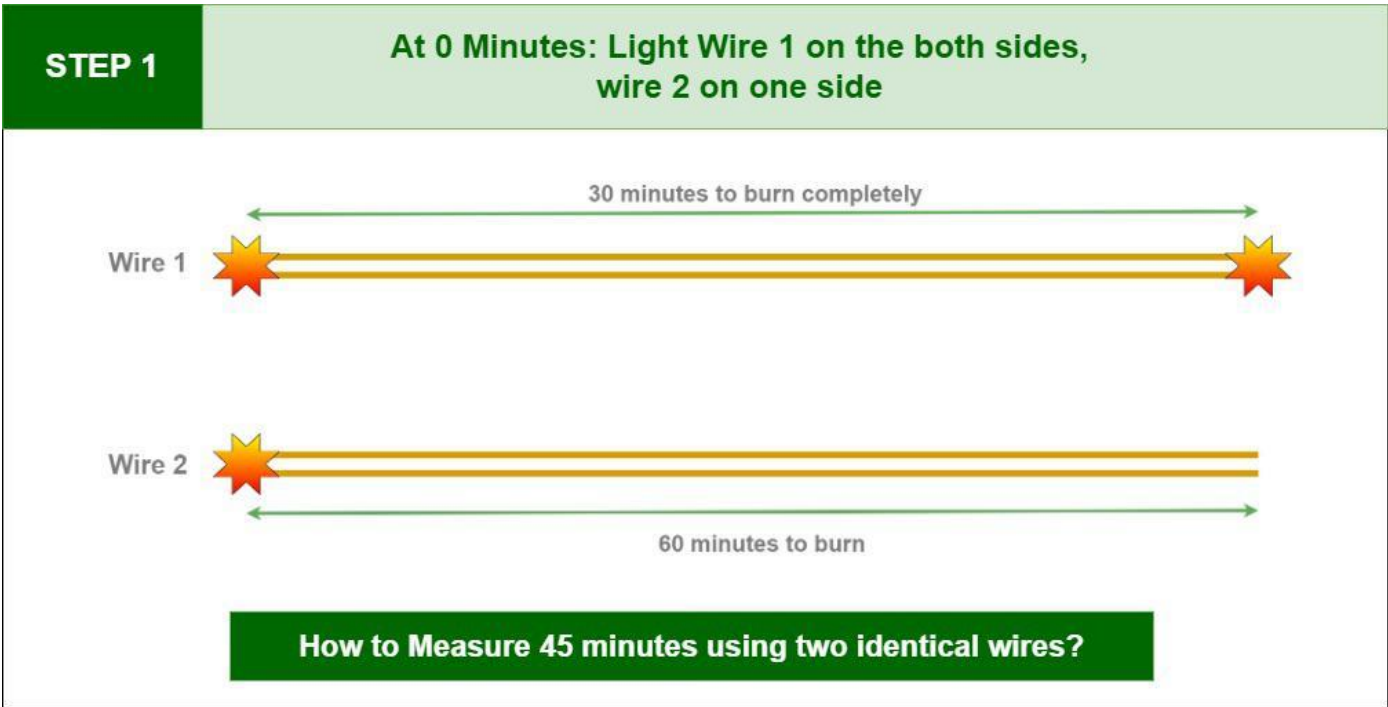 STEP 1
At 0 Minutes: Light Wire 1 on the both sides,
wire 2 on one side
30 minutes to burn completely
Wire 1
Wire 2
60 minutes to burn
How to Measure 45 minutes using two identical wires?